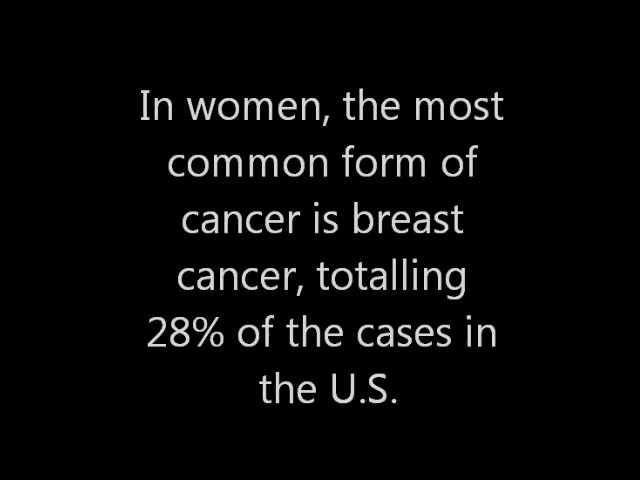 In women, the most
common form of
cancer is breast
cancer, totalling
28% of the cases in
the U.S.